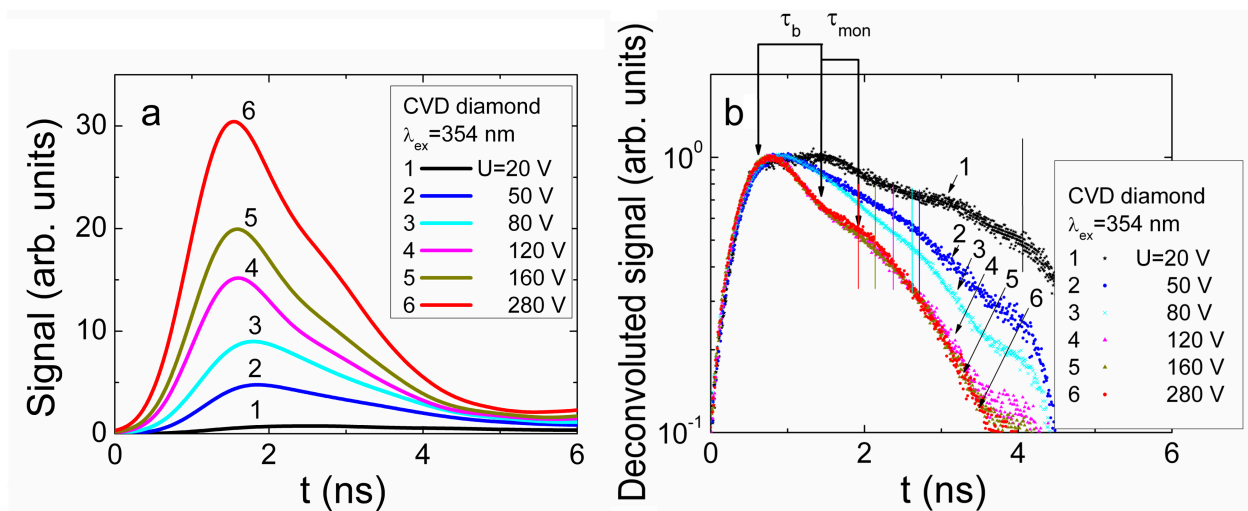 a
Signal (arb. units)
30
20
10
0
0
2
4
6
t (ns)
6
5
4
3
2
1
CVD diamond
λex=354 nm
1 U=20 V
2 50 V
3 80 V
4 120 V
5 160 V
6 280 V
τb
τmon
b
Deconvoluted signal (arb. units)
10^0
10^-1
0
2
4
6
t (ns)
1
2
3
4
5
6
CVD diamond
λex=354 nm
1 U=20 V
2 50 V
3 80 V
4 120 V
5 160 V
6 280 V